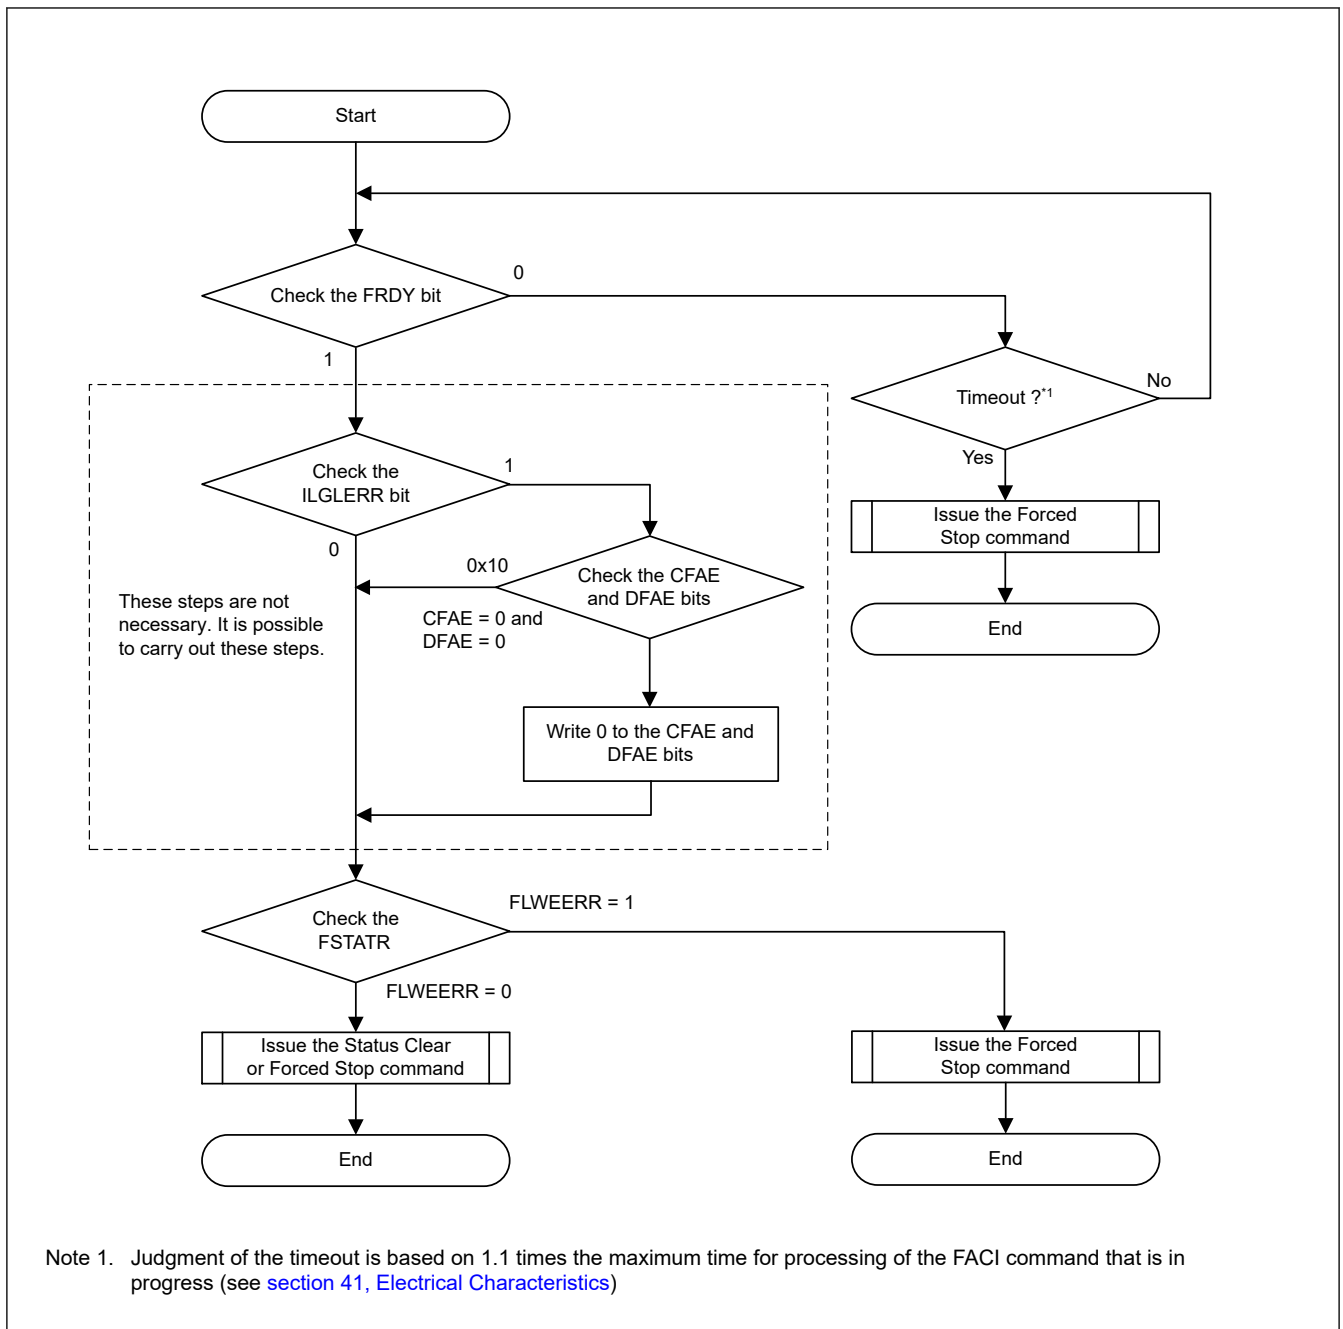 Start
Check the FRDY bit
0
1
Timeout ?*1
No
Yes
Issue the Forced
Stop command
End
Check the
ILGLERR bit
1
0
Check the CFAE
and DFAE bits
0x10
CFAE = 0 and
DFAE = 0
These steps are not
necessary. It is possible
to carry out these steps.
Write 0 to the CFAE and
DFAE bits
Check the
FSTATR
FLWEERR = 1
FLWEERR = 0
Issue the Status Clear
or Forced Stop command
End
Issue the Forced
Stop command
End
Note 1. Judgment of the timeout is based on 1.1 times the maximum time for processing of the FACI command that is in
progress (see section 41, Electrical Characteristics)